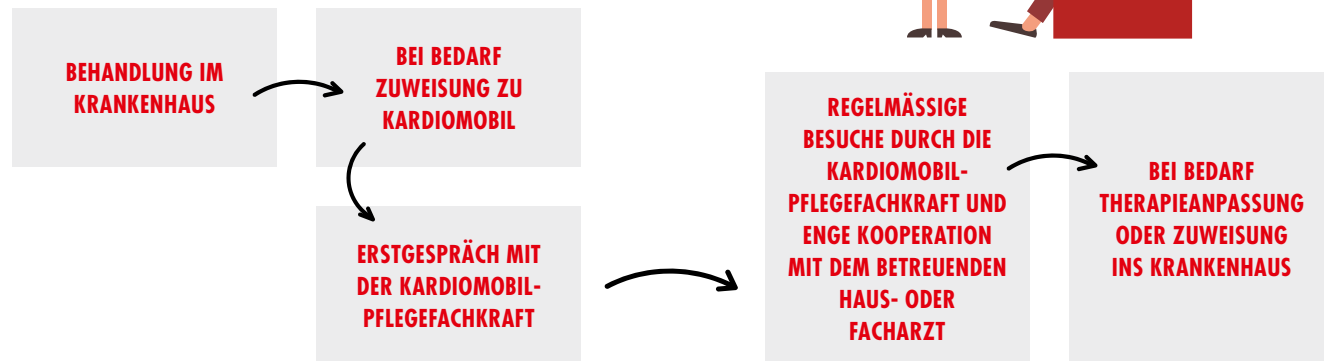 BEHANDLUNG IM
KRANKENHAUS
BEI BEDARF
ZUWEISUNG ZU
KARDIOMOBIL
ERSTGESPRÄCH MIT
DER KARDIOMOBIL-
PFLEGEFACHKRAFT
REGELMÄSSIGE
BESUCHE DURCH DIE
KARDIOMOBIL-
PFLEGEFACHKRAFT UND
ENGE KOOPERATION
MIT DEM BETREUENDEN
HAUS- ODER
FACHARZT
BEI BEDARF
THERAPIEANPASSUNG
ODER ZUWEISUNG
INS KRANKENHAUS